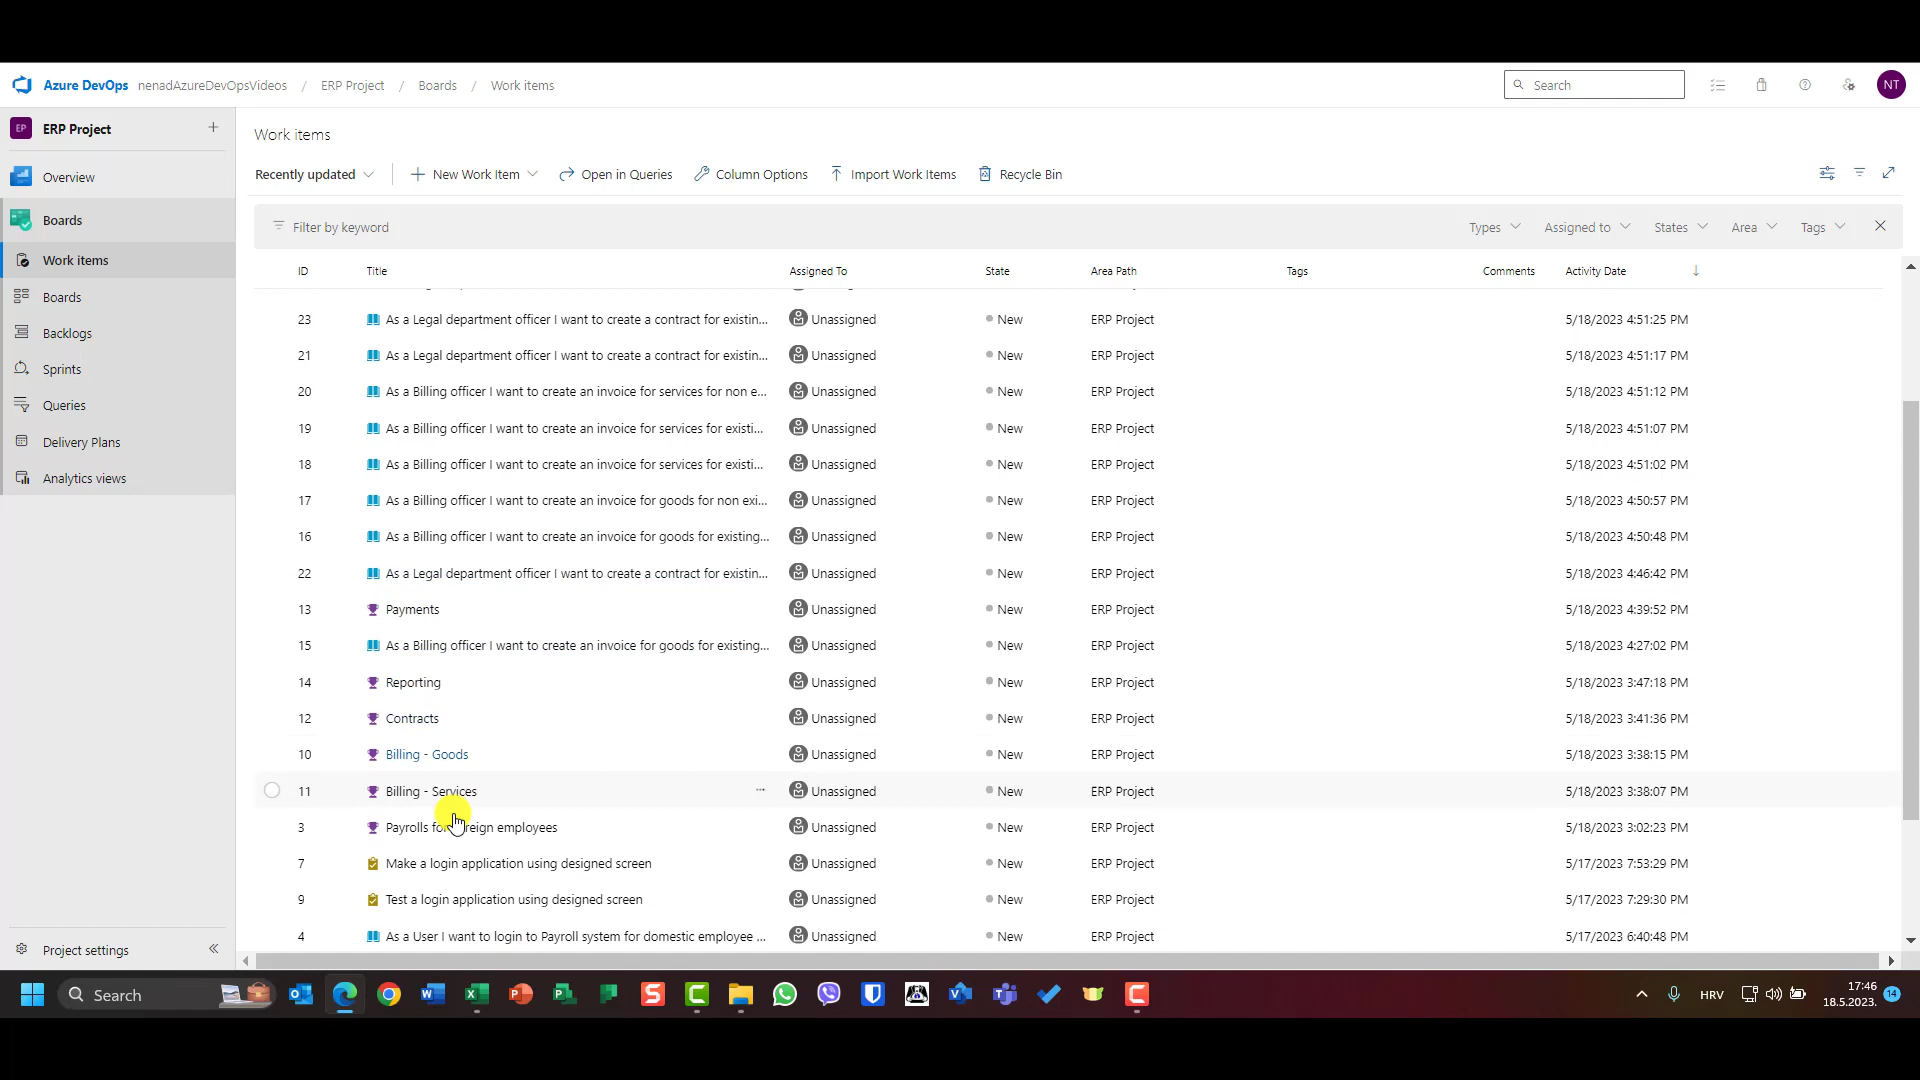 Azure DevOps nenadAzureDevOpsVideos / ERP Project / Boards / Work items
Search
NT
EP ERP Project
Overview
Boards
Work items
Boards
Backlogs
Sprints
Queries
Delivery Plans
Analytics views
Project settings
Work items
Recently updated
New Work Item
Open in Queries
Column Options
Import Work Items
Recycle Bin
Filter by keyword
Types
Assigned to
States
Area
Tags
ID Title Assigned To State Area Path Tags Comments Activity Date
23 As a Legal department officer I want to create a contract for existin... Unassigned New ERP Project 5/18/2023 4:51:25 PM
21 As a Legal department officer I want to create a contract for existin... Unassigned New ERP Project 5/18/2023 4:51:17 PM
20 As a Billing officer I want to create an invoice for services for non e... Unassigned New ERP Project 5/18/2023 4:51:12 PM
19 As a Billing officer I want to create an invoice for services for existi... Unassigned New ERP Project 5/18/2023 4:51:07 PM
18 As a Billing officer I want to create an invoice for services for existi... Unassigned New ERP Project 5/18/2023 4:51:02 PM
17 As a Billing officer I want to create an invoice for goods for non exi... Unassigned New ERP Project 5/18/2023 4:50:57 PM
16 As a Billing officer I want to create an invoice for goods for existing... Unassigned New ERP Project 5/18/2023 4:50:48 PM
22 As a Legal department officer I want to create a contract for existin... Unassigned New ERP Project 5/18/2023 4:46:42 PM
13 Payments Unassigned New ERP Project 5/18/2023 4:39:52 PM
15 As a Billing officer I want to create an invoice for goods for existing... Unassigned New ERP Project 5/18/2023 4:27:02 PM
14 Reporting Unassigned New ERP Project 5/18/2023 3:47:18 PM
12 Contracts Unassigned New ERP Project 5/18/2023 3:41:36 PM
10 Billing - Goods Unassigned New ERP Project 5/18/2023 3:38:15 PM
11 Billing - Services Unassigned New ERP Project 5/18/2023 3:38:07 PM
3 Payrolls for foreign employees Unassigned New ERP Project 5/18/2023 3:02:23 PM
7 Make a login application using designed screen Unassigned New ERP Project 5/17/2023 7:53:29 PM
9 Test a login application using designed screen Unassigned New ERP Project 5/17/2023 7:29:30 PM
4 As a User I want to login to Payroll system for domestic employee ... Unassigned New ERP Project 5/17/2023 6:40:48 PM
Search
HRV
17:46
18.5.2023.
14